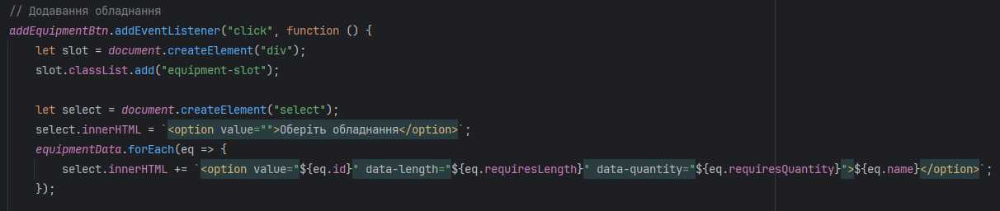 // Додавання обладнання
addEquipmentBtn.addEventListener("click", function () {
let slot = document.createElement("div");
slot.classList.add("equipment-slot");
let select = document.createElement("select");
select.innerHTML = `<option value="">Оберіть обладнання</option>`;
equipmentData.forEach(eq => {
select.innerHTML += `<option value="${eq.id}" data-length="${eq.requiresLength}" data-quantity="${eq.requiresQuantity}">${eq.name}</option>`;
});